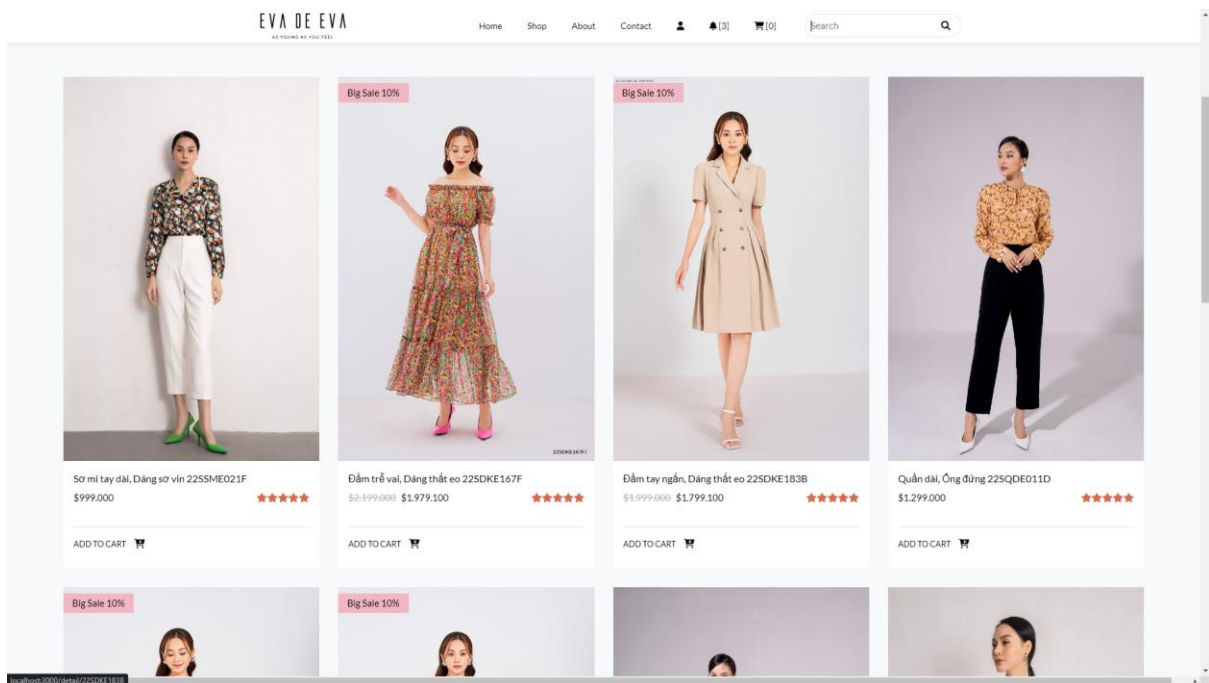 EVA DE EVA
AS YOUNG AS YOU FEEL
Home Shop About Contact [3] [0] Search
Big Sale 10% Big Sale 10%
22SDKE167F
Sơ mi tay dài, Dáng sơ vin 22SSME021F Đầm trễ vai, Dáng thắt eo 22SDKE167F Đầm tay ngắn, Dáng thắt eo 22SDKE183B Quần dài, Ống đứng 22SQDE011D
$999.000 $2.199.000 $1.979.100 $1.999.000 $1.799.100 $1.299.000
ADD TO CART ADD TO CART ADD TO CART ADD TO CART
Big Sale 10% Big Sale 10%
localhost:3000/detail/22SDKE183B